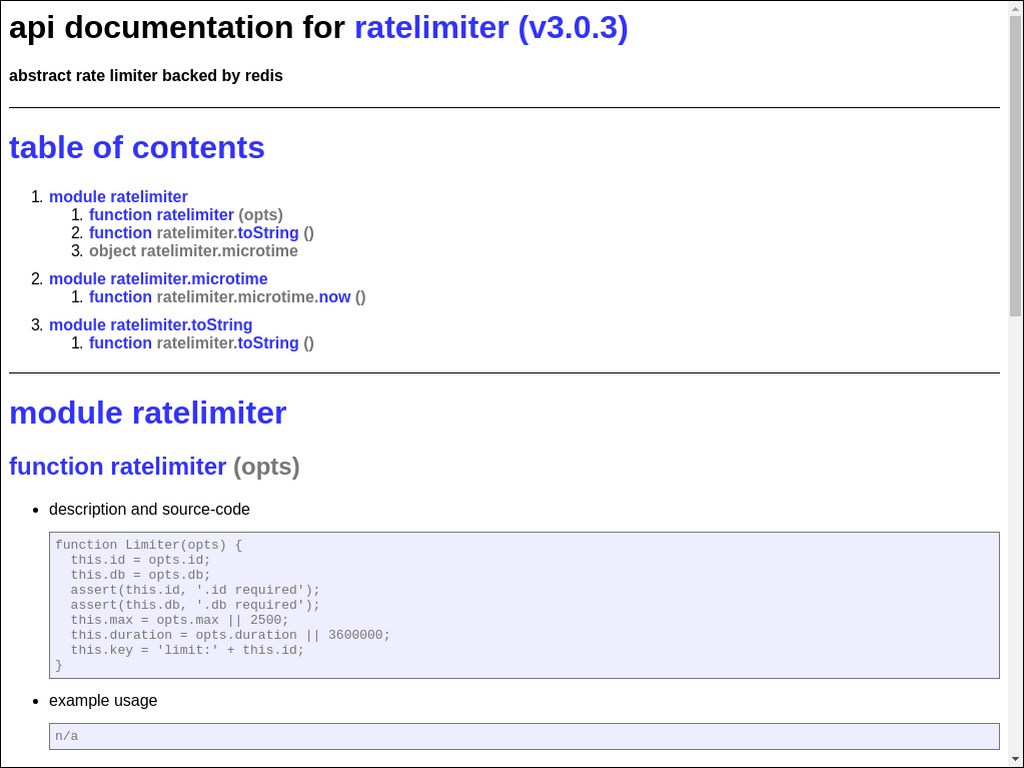 api documentation for ratelimiter (v3.0.3)
abstract rate limiter backed by redis
table of contents
1. module ratelimiter
1. function ratelimiter (opts)
2. function ratelimiter.toString ()
3. object ratelimiter.microtime
2. module ratelimiter.microtime
1. function ratelimiter.microtime.now ()
3. module ratelimiter.toString
1. function ratelimiter.toString ()
module ratelimiter
function ratelimiter (opts)
• description and source-code
function Limiter(opts) {
  this.id = opts.id;
  this.db = opts.db;
  assert(this.id, '.id required');
  assert(this.db, '.db required');
  this.max = opts.max || 2500;
  this.duration = opts.duration || 3600000;
  this.key = 'limit:' + this.id;
}
• example usage
n/a